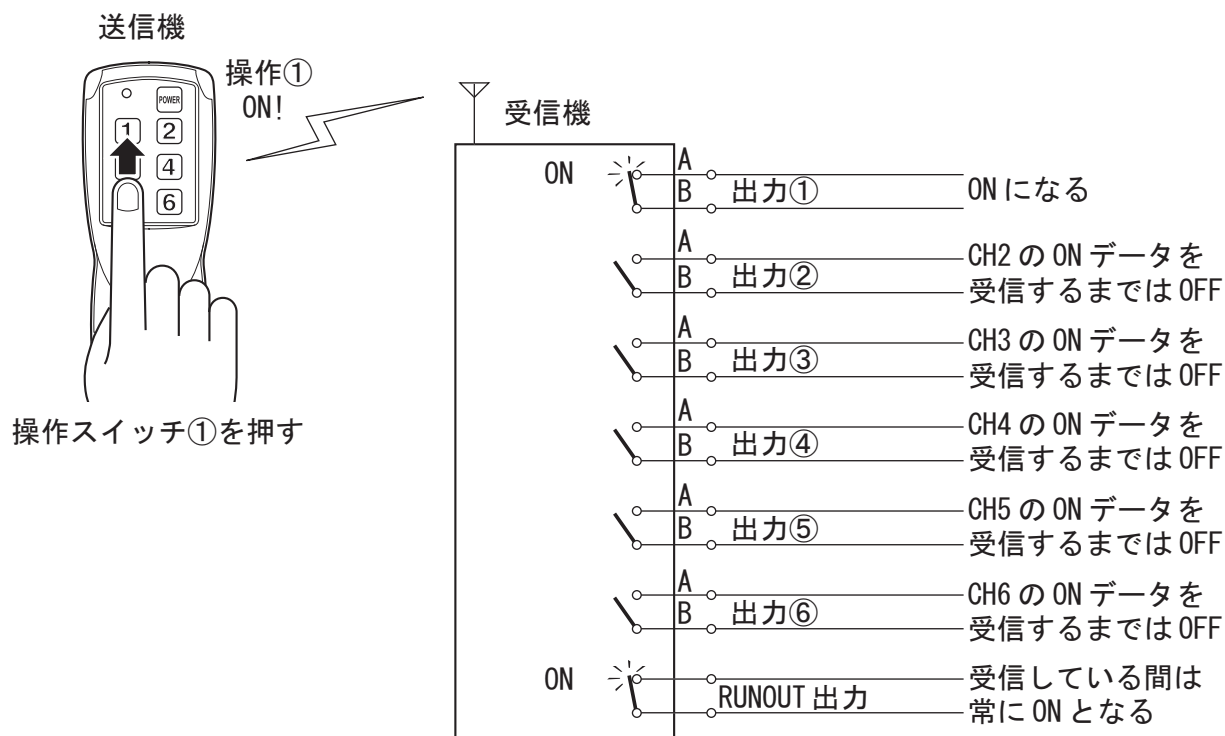 送信機
操作①
ON!
POWER
1
2
4
6
操作スイッチ①を押す
受信機
ON
A
B
出力①
ONになる
A
B
出力②
CH2のONデータを
受信するまではOFF
A
B
出力③
CH3のONデータを
受信するまではOFF
A
B
出力④
CH4のONデータを
受信するまではOFF
A
B
出力⑤
CH5のONデータを
受信するまではOFF
A
B
出力⑥
CH6のONデータを
受信するまではOFF
ON
RUNOUT出力
受信している間は
常にONとなる